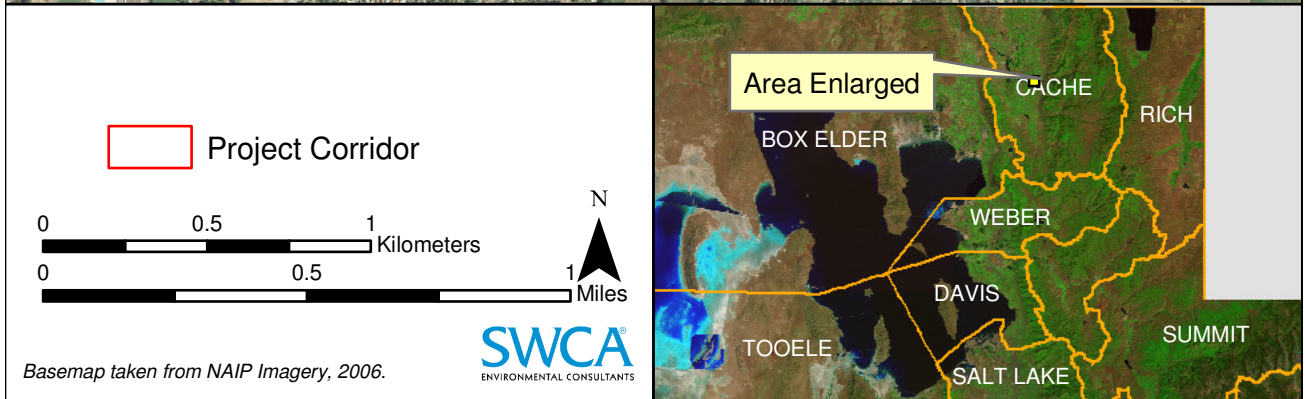 Project Corridor
0 0.5 1
Kilometers
0 0.5 1
Miles
N
Basemap taken from NAIP Imagery, 2006.
SWCA®
ENVIRONMENTAL CONSULTANTS
Area Enlarged
CACHE
RICH
BOX ELDER
WEBER
DAVIS
TOOELE
SUMMIT
SALT LAKE